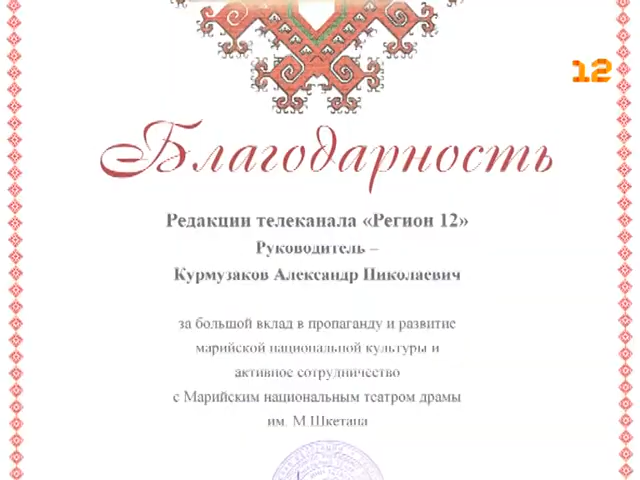 12
Благодарность
Редакции телеканала «Регион 12»
Руководитель –
Курмузаков Александр Николаевич
за большой вклад в пропаганду и развитие
марийской национальной культуры и
активное сотрудничество
с Марийским национальным театром драмы
им. М.Шкетана